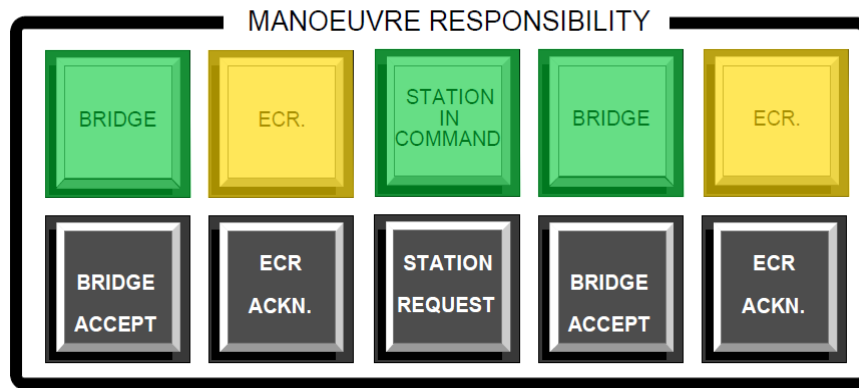 MANOEUVRE RESPONSIBILITY
BRIDGE
ECR.
STATION
IN
COMMAND
BRIDGE
ECR.
BRIDGE
ACCEPT
ECR
ACKN.
STATION
REQUEST
BRIDGE
ACCEPT
ECR
ACKN.